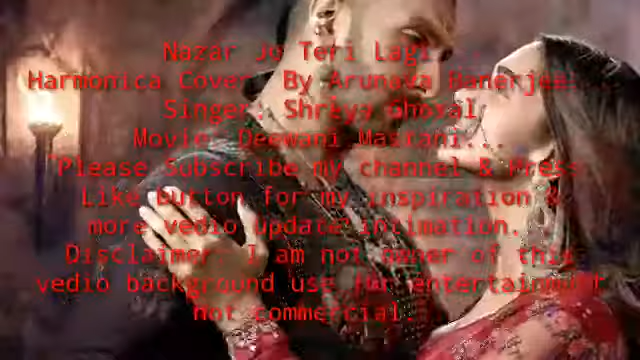 Nazar Jo Teri Lagi....
Harmonica Cover. By Arunava Banerjee....
Singer. Shreya Ghoxal
Movie. Deewani Mastani...
Please Subscribe my channel & Press
Like button for my inspiration &
more vedio update intimation.
Disclaimer. I am not owner of this
vedio background use for entertainment
not commercial.